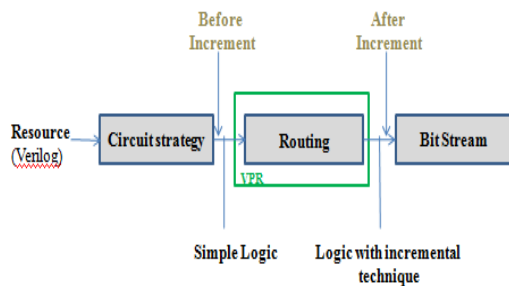 Before
Increment
After
Increment
Resource
(Verilog)
Circuit strategy
Routing
Bit Stream
VPR
Simple Logic
Logic with incremental
technique